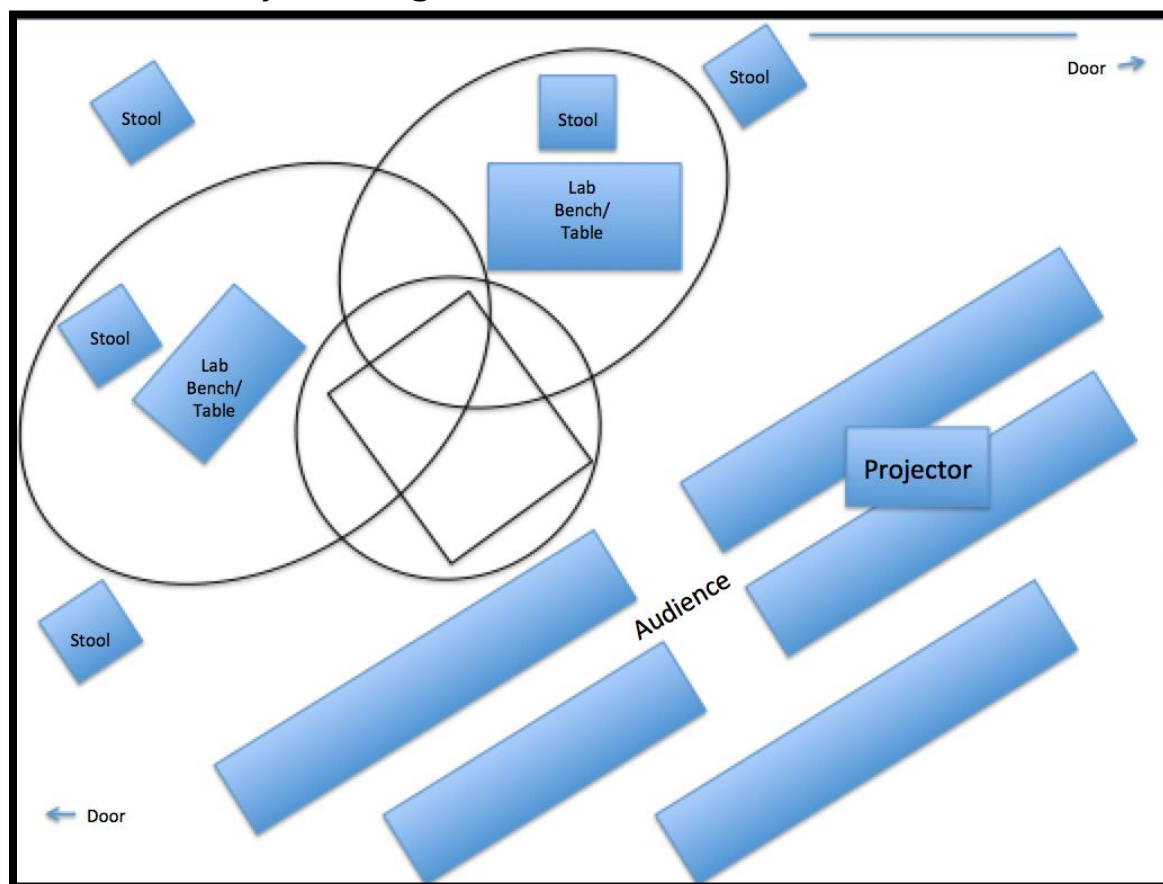 Stool
Stool
Stool
Door
Lab
Bench/
Table
Stool
Lab
Bench/
Table
Projector
Audience
Stool
Door